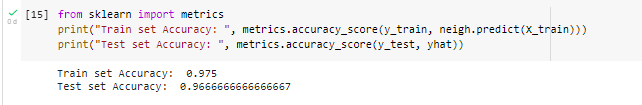 [15] from sklearn import metrics
print("Train set Accuracy: ", metrics.accuracy_score(y_train, neigh.predict(X_train)))
print("Test set Accuracy: ", metrics.accuracy_score(y_test, yhat))
Train set Accuracy:  0.975
Test set Accuracy:  0.9666666666666667